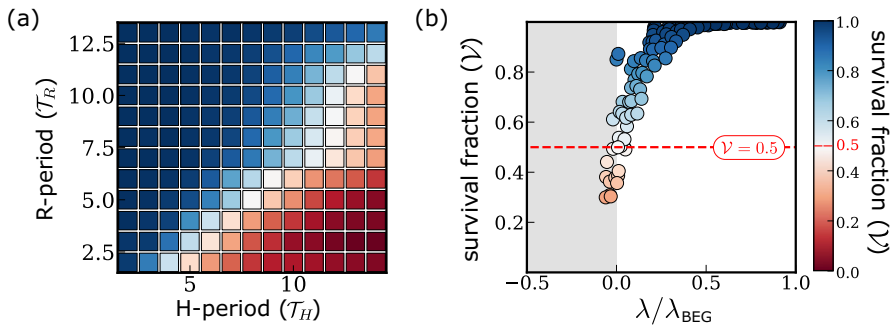 (a)
R-period (𝒯_R)
12.5
10.0
7.5
5.0
2.5
5
10
H-period (𝒯_H)
(b)
survival fraction (𝒱)
0.8
0.6
0.4
0.2
−0.5
0.0
0.5
1.0
λ/λ_BEG
𝒱 = 0.5
1.0
0.8
0.6
0.5
0.4
0.2
0.0
survival fraction (𝒱)